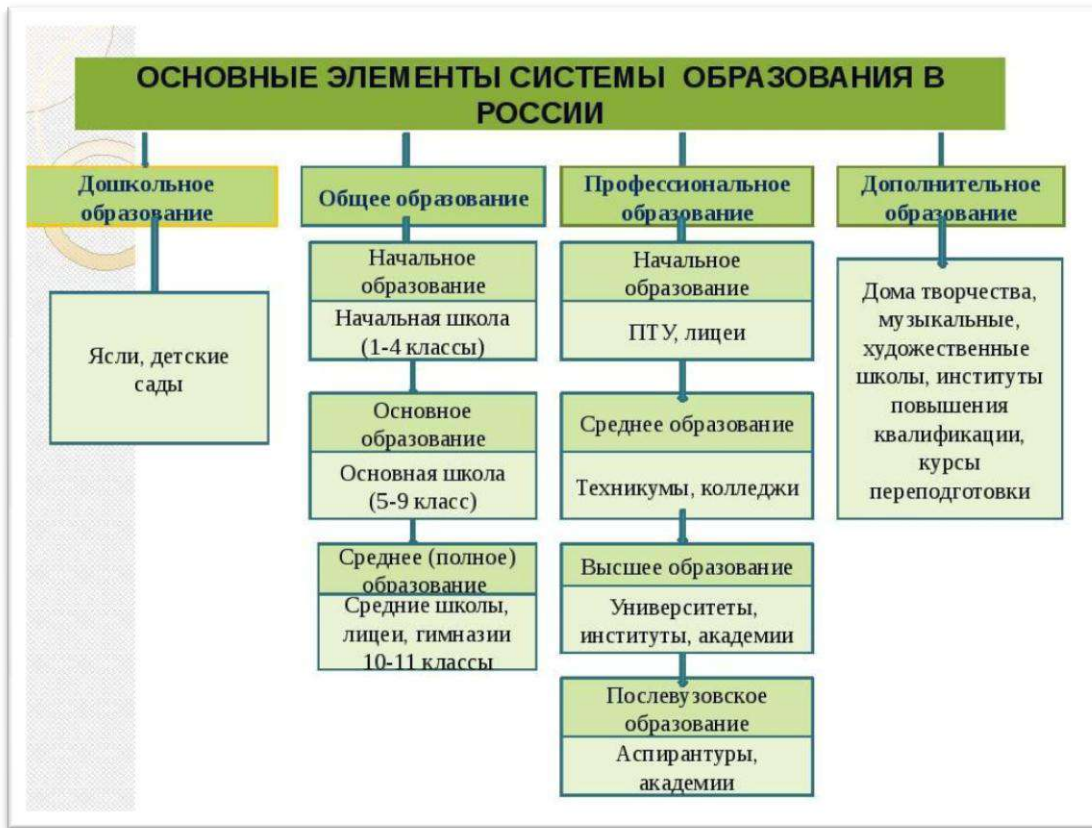 ОСНОВНЫЕ ЭЛЕМЕНТЫ СИСТЕМЫ ОБРАЗОВАНИЯ В
РОССИИ
Дошкольное
образование
Ясли, детские
сады
Общее образование
Начальное
образование
Начальная школа
(1-4 классы)
Основное
образование
Основная школа
(5-9 класс)
Среднее (полное)
образование
Средние школы,
лицеи, гимназии
10-11 классы
Профессиональное
образование
Начальное
образование
ПТУ, лицеи
Среднее образование
Техникумы, колледжи
Высшее образование
Университеты,
институты, академии
Послевузовское
образование
Аспирантуры,
академии
Дополнительное
образование
Дома творчества,
музыкальные,
художественные
школы, институты
повышения
квалификации,
курсы
переподготовки